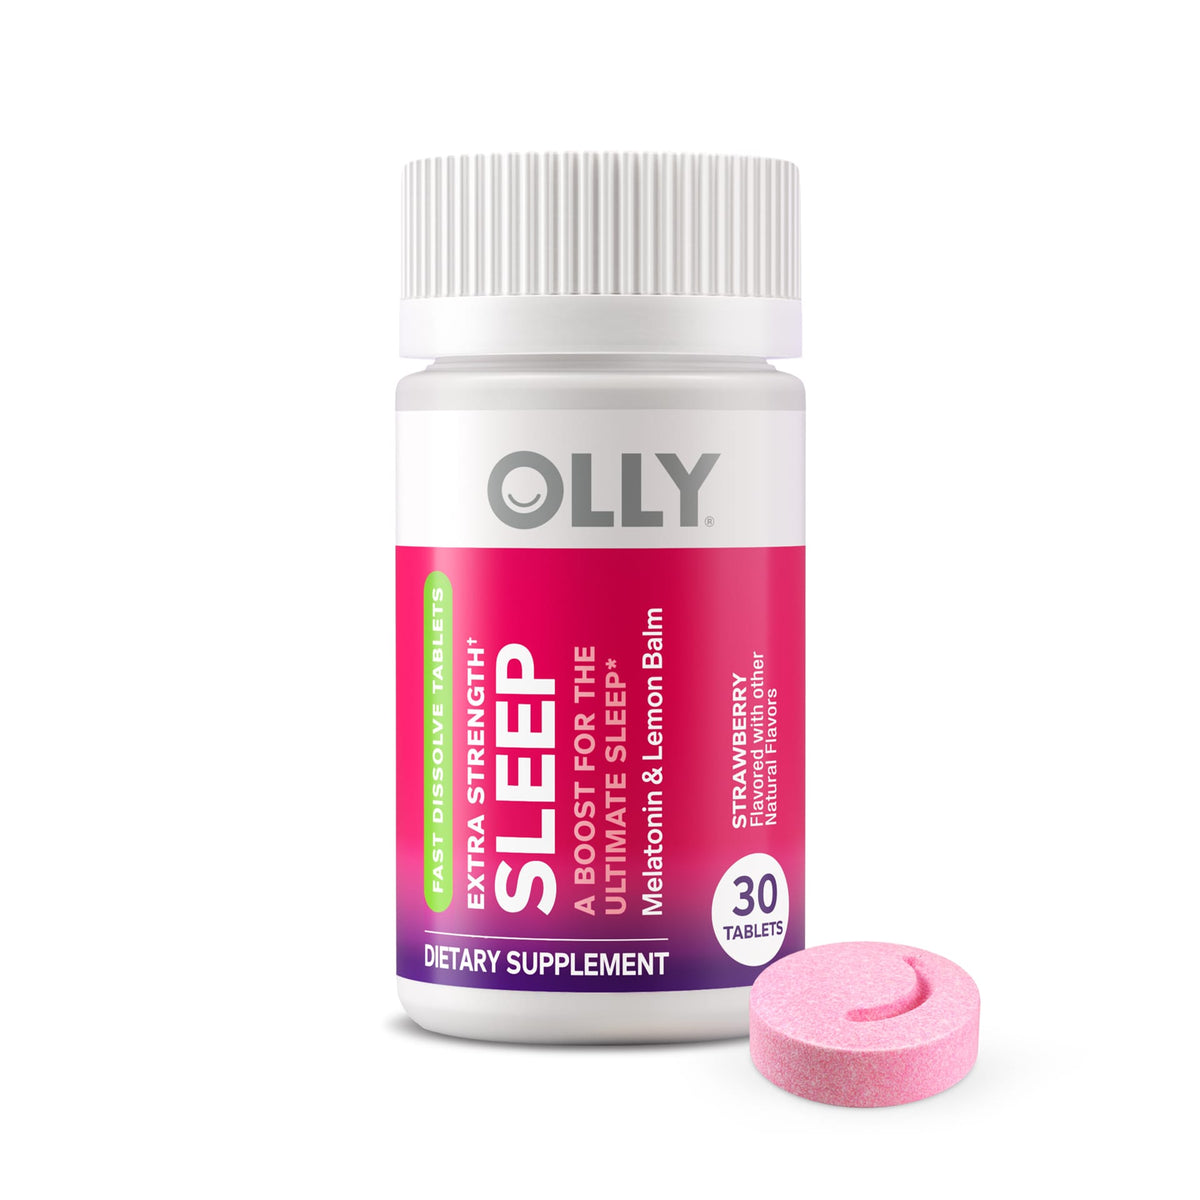 OLLY®
FAST DISSOLVE TABLETS
EXTRA STRENGTH†
SLEEP
A BOOST FOR THE
ULTIMATE SLEEP*
Melatonin & Lemon Balm
STRAWBERRY
Flavored with other
Natural Flavors
30
TABLETS
DIETARY SUPPLEMENT